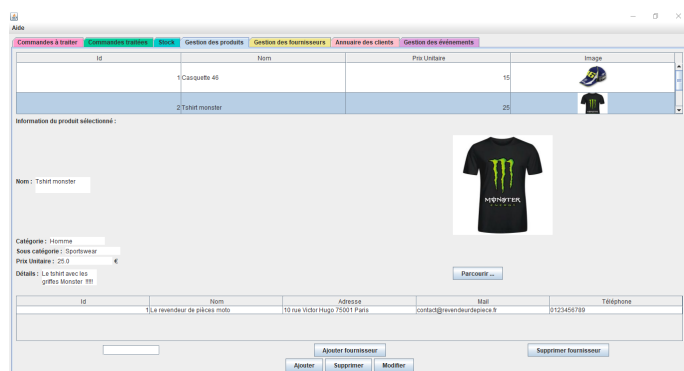 Aide
Commandes à traiter Commandes traitées Stock Gestion des produits Gestion des fournisseurs Annuaire des clients Gestion des événements
Id Nom Prix Unitaire Image
1 Casquette 46 15
2 Tshirt monster 25
Information du produit sélectionné :
Nom : Tshirt monster
MONSTER
ENERGY
Catégorie : Homme
Sous catégorie : Sportswear
Prix Unitaire : 25.0 €
Détails : Le tshirt avec les
griffes Monster !!!!!
Parcourir ...
Id Nom Adresse Mail Téléphone
1 Le revendeur de pièces moto 10 rue Victor Hugo 75001 Paris contact@revendeurdepiece.fr 0123456789
Ajouter fournisseur Supprimer fournisseur
Ajouter Supprimer Modifier